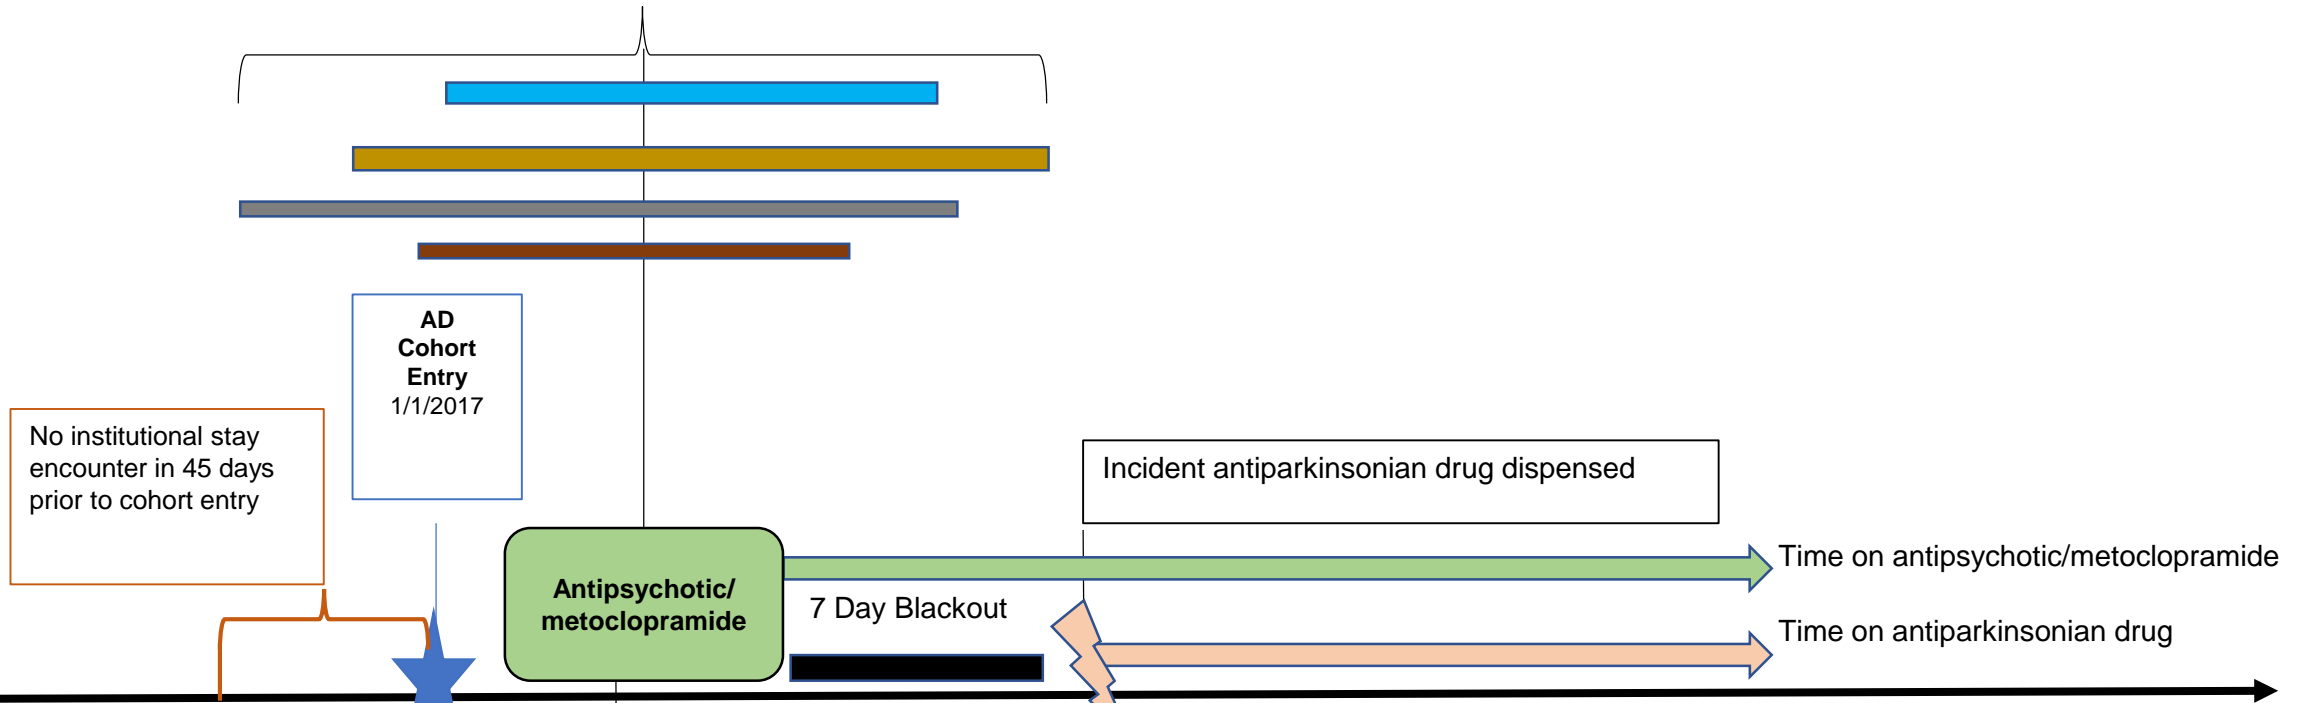 AD
Cohort
Entry
1/1/2017
No institutional stay
encounter in 45 days
prior to cohort entry
Incident antiparkinsonian drug dispensed
Antipsychotic/
metoclopramide
Time on antipsychotic/metoclopramide
7 Day Blackout
Time on antiparkinsonian drug